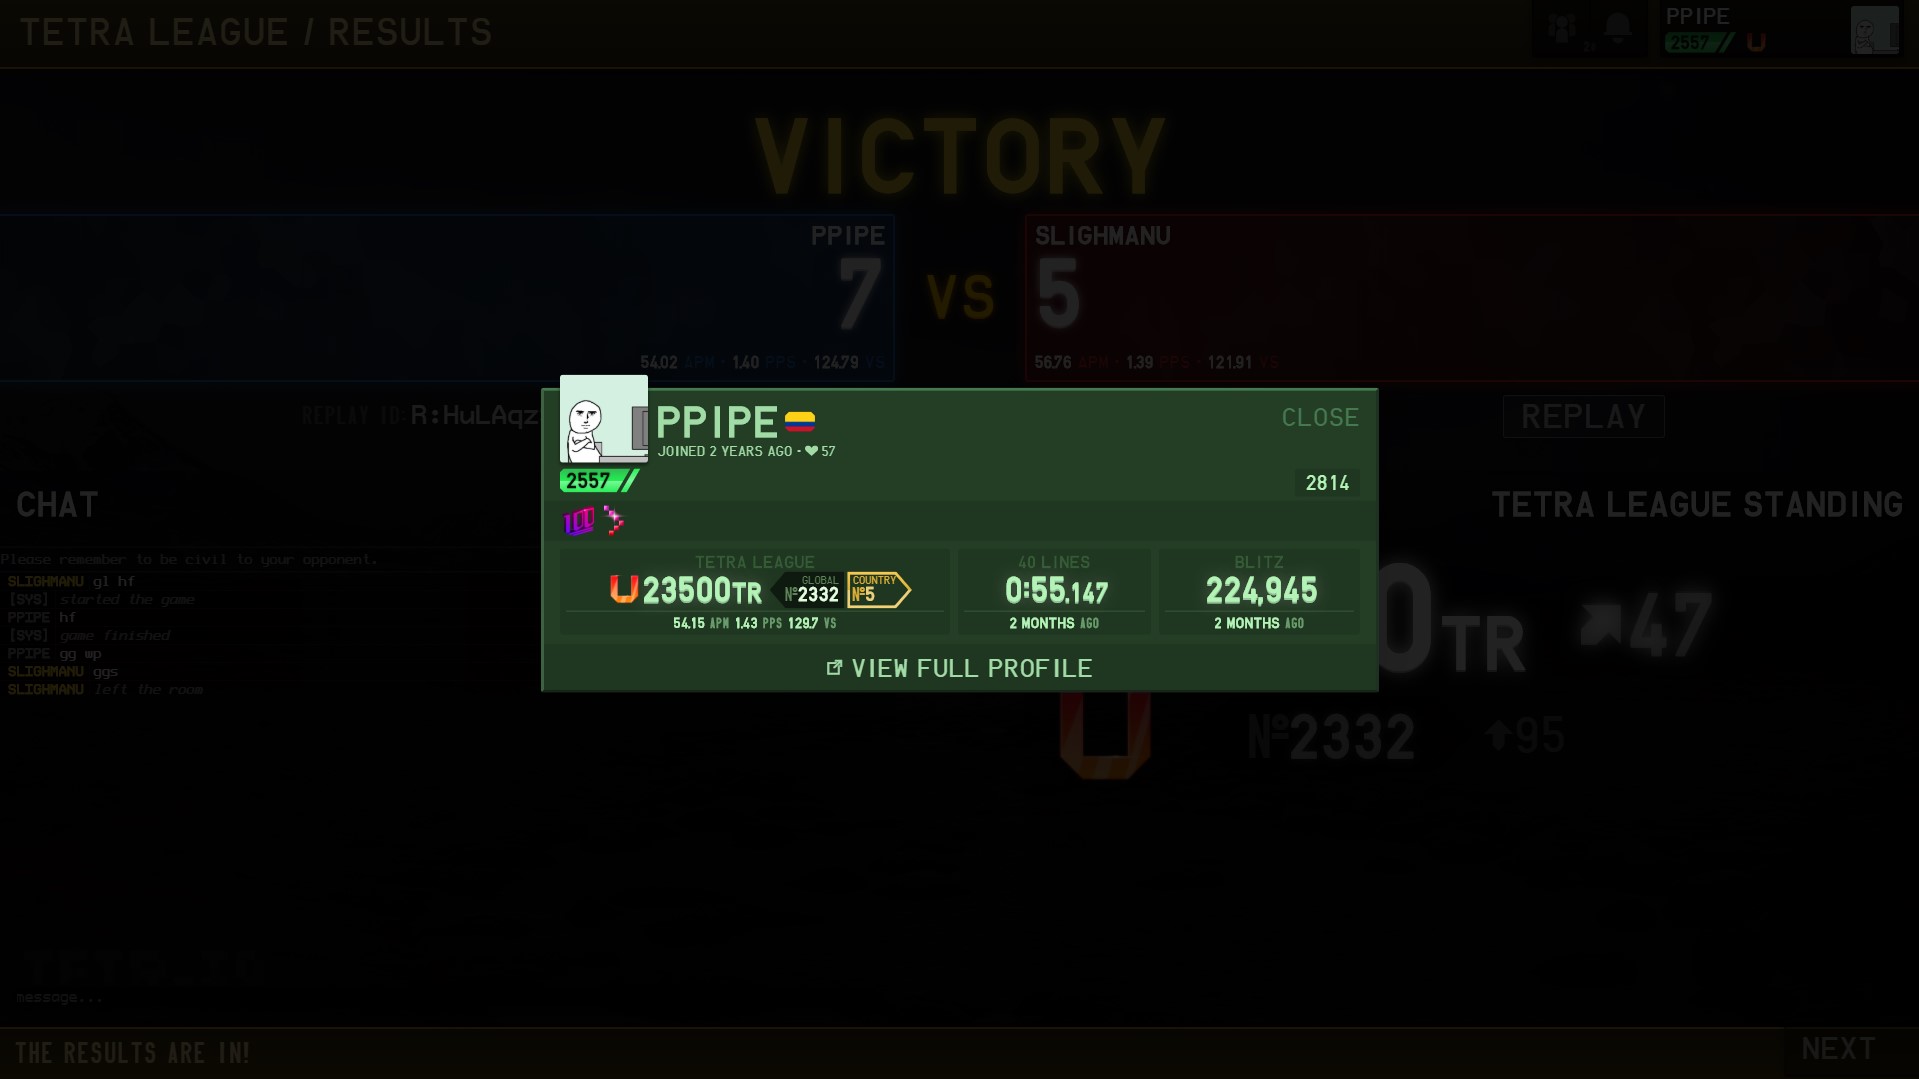 TETRA LEAGUE / RESULTS
PPIPE
2557
VICTORY
PPIPE
7
54.02 APM · 1.40 PPS · 124.79 VS
VS
SLIGHMANU
5
56.76 APM · 1.39 PPS · 121.91 VS
REPLAY ID: R:HuLAqz
REPLAY
PPIPE
CLOSE
JOINED 2 YEARS AGO - 57
2557
2814
100
TETRA LEAGUE
23500TR
GLOBAL
Nº2332
COUNTRY
Nº5
54.15 APM 1.43 PPS 129.7 VS
40 LINES
0:55.147
2 MONTHS AGO
BLITZ
224,945
2 MONTHS AGO
VIEW FULL PROFILE
CHAT
Please remember to be civil to your opponent.
SLIGHMANU gl hf
[SYS] started the game
PPIPE hf
[SYS] game finished
PPIPE gg wp
SLIGHMANU ggs
SLIGHMANU left the room
message...
TETRA LEAGUE STANDING
0TR
47
Nº2332
95
TETR.IO
THE RESULTS ARE IN!
NEXT